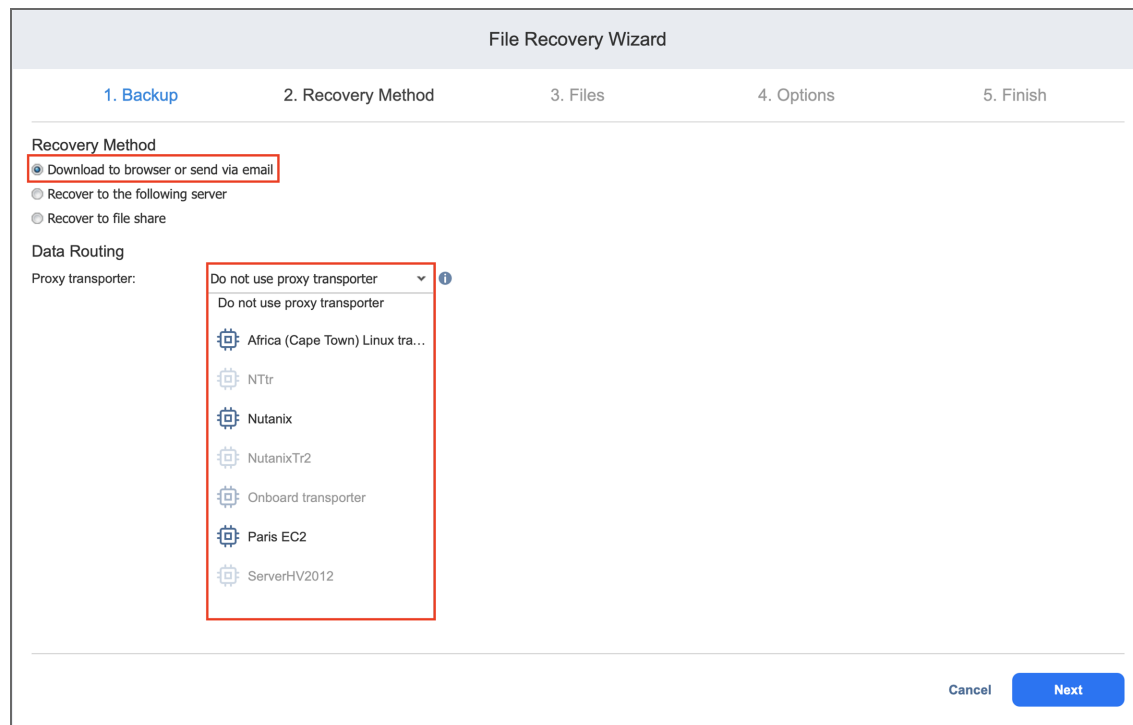 File Recovery Wizard
1. Backup 2. Recovery Method 3. Files 4. Options 5. Finish
Recovery Method
Download to browser or send via email
Recover to the following server
Recover to file share
Data Routing
Proxy transporter: Do not use proxy transporter
Do not use proxy transporter
Africa (Cape Town) Linux tra...
NTtr
Nutanix
NutanixTr2
Onboard transporter
Paris EC2
ServerHV2012
Cancel Next